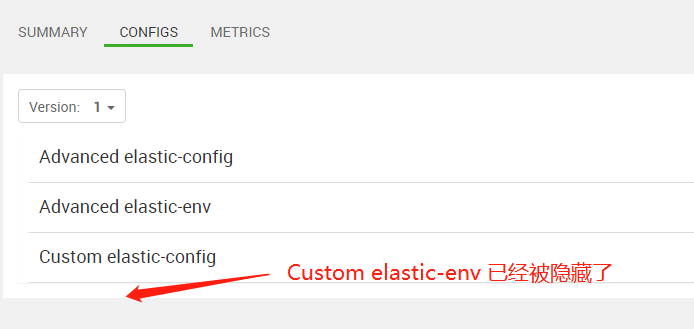 SUMMARY CONFIGS METRICS
Version: 1
Advanced elastic-config
Advanced elastic-env
Custom elastic-config
Custom elastic-env 已经被隐藏了